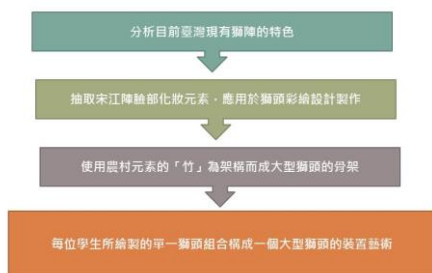 分析目前臺灣現有獅陣的特色
抽取宋江陣臉部化妝元素，應用於獅頭彩繪設計製作
使用農村元素的「竹」為架構而成大型獅頭的骨架
每位學生所繪製的單一獅頭組合構成一個大型獅頭的裝置藝術